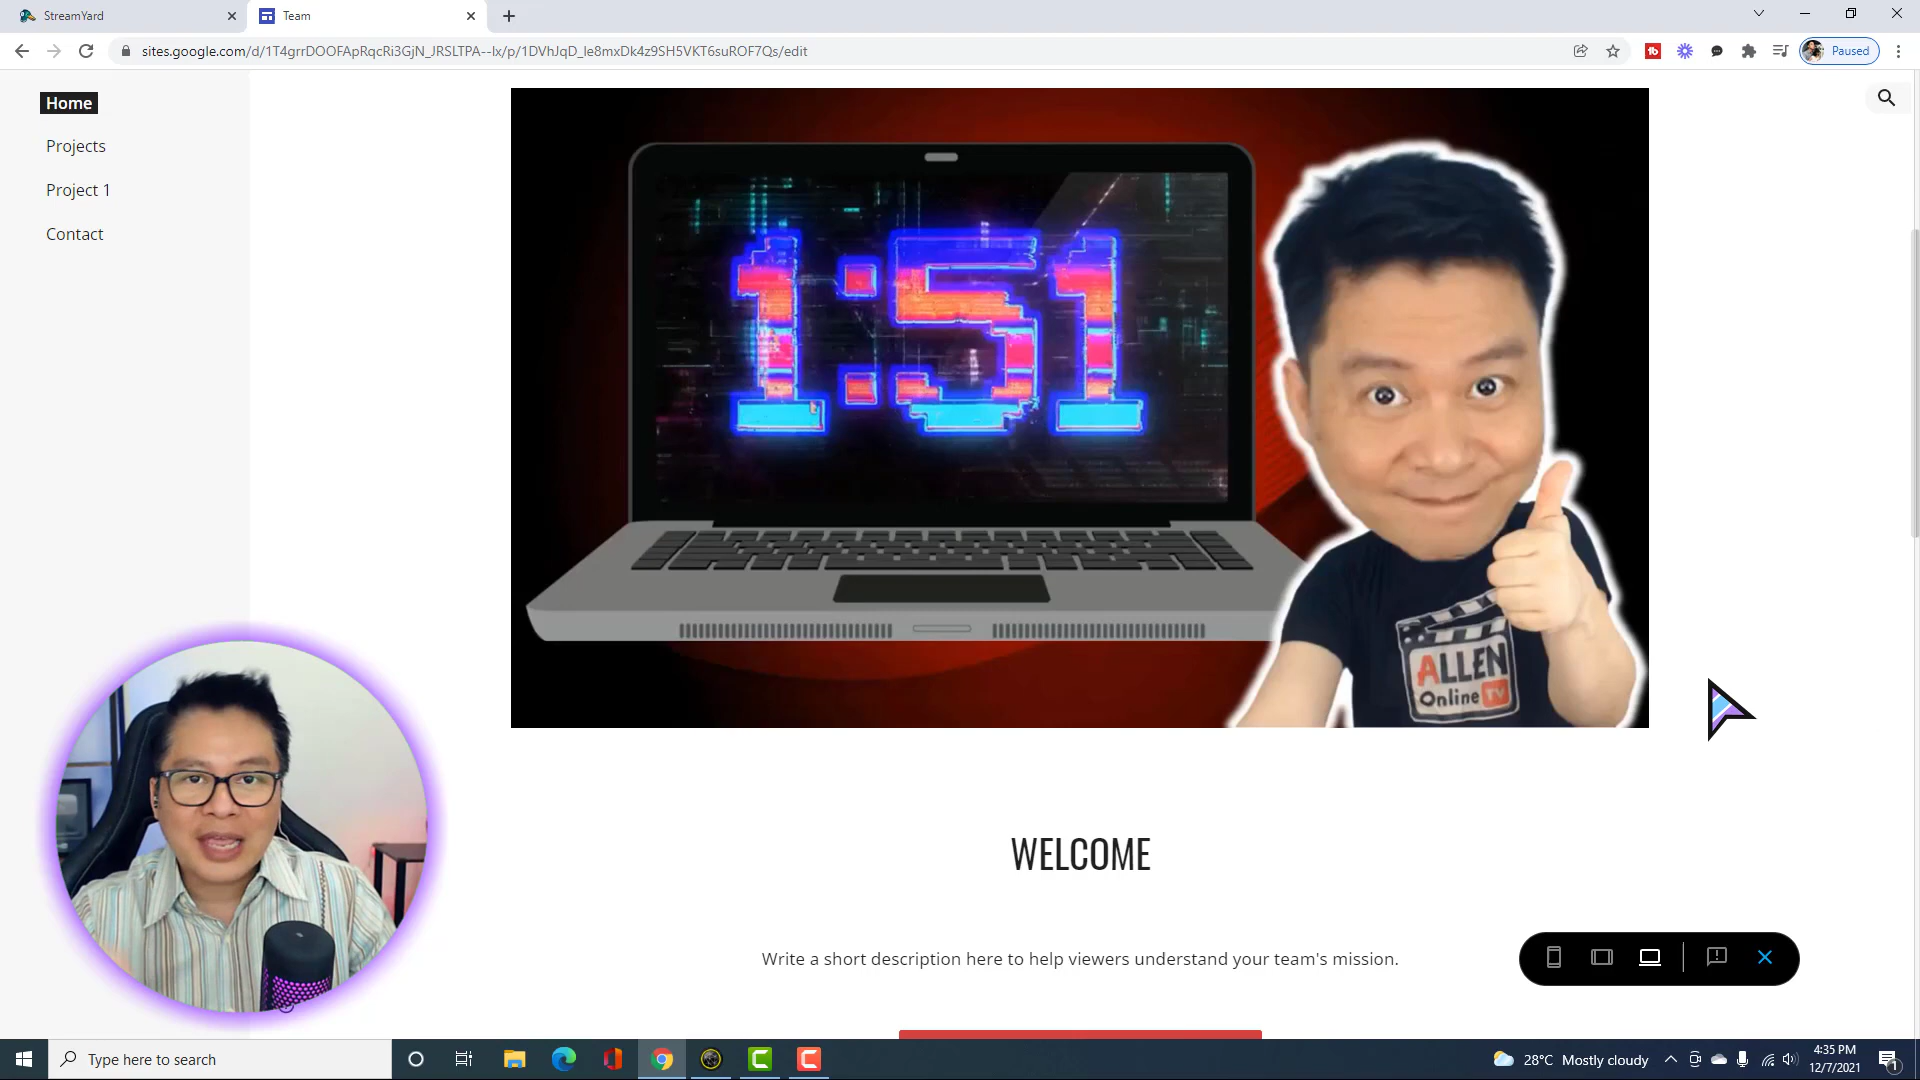 StreamYard
Team
sites.google.com/d/1T4grrDOOFApRqcRi3GjN_JRSLTPA--lx/p/1DVhJqD_le8mxDk4z9SH5VKT6suROF7Qs/edit
Paused
Home
Projects
Project 1
Contact
1:51
ALLEN
Online TV
WELCOME
Write a short description here to help viewers understand your team's mission.
Type here to search
28°C Mostly cloudy
4:35 PM
12/7/2021
1